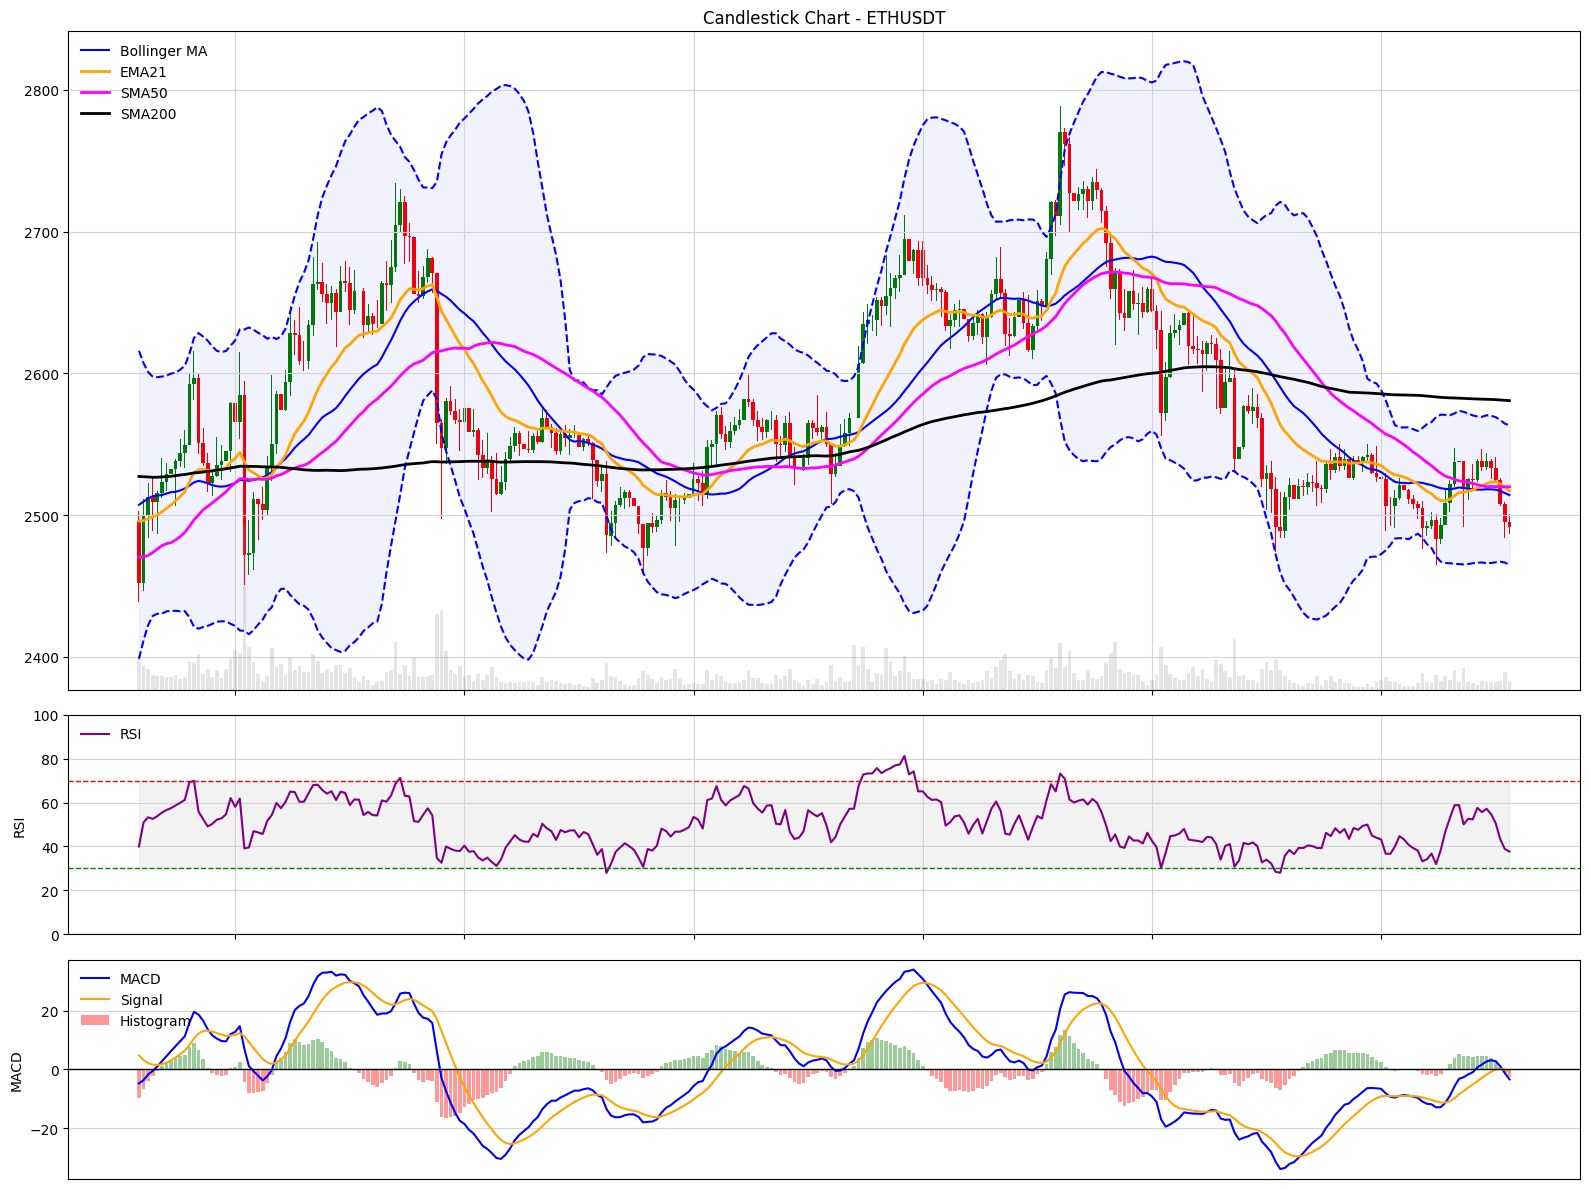 Candlestick Chart - ETHUSDT
Bollinger MA
EMA21
SMA50
SMA200
2800
2700
2600
2500
2400
RSI
100
80
60
40
20
0
RSI
MACD
Signal
Histogram
20
0
−20
MACD